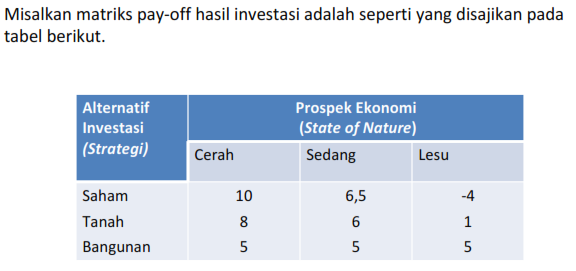 Misalkan matriks pay-off hasil investasi adalah seperti yang disajikan pada
tabel berikut.
Alternatif
Investasi
(Strategi)
Prospek Ekonomi
(State of Nature)
Cerah Sedang Lesu
Saham 10 6,5 -4
Tanah 8 6 1
Bangunan 5 5 5